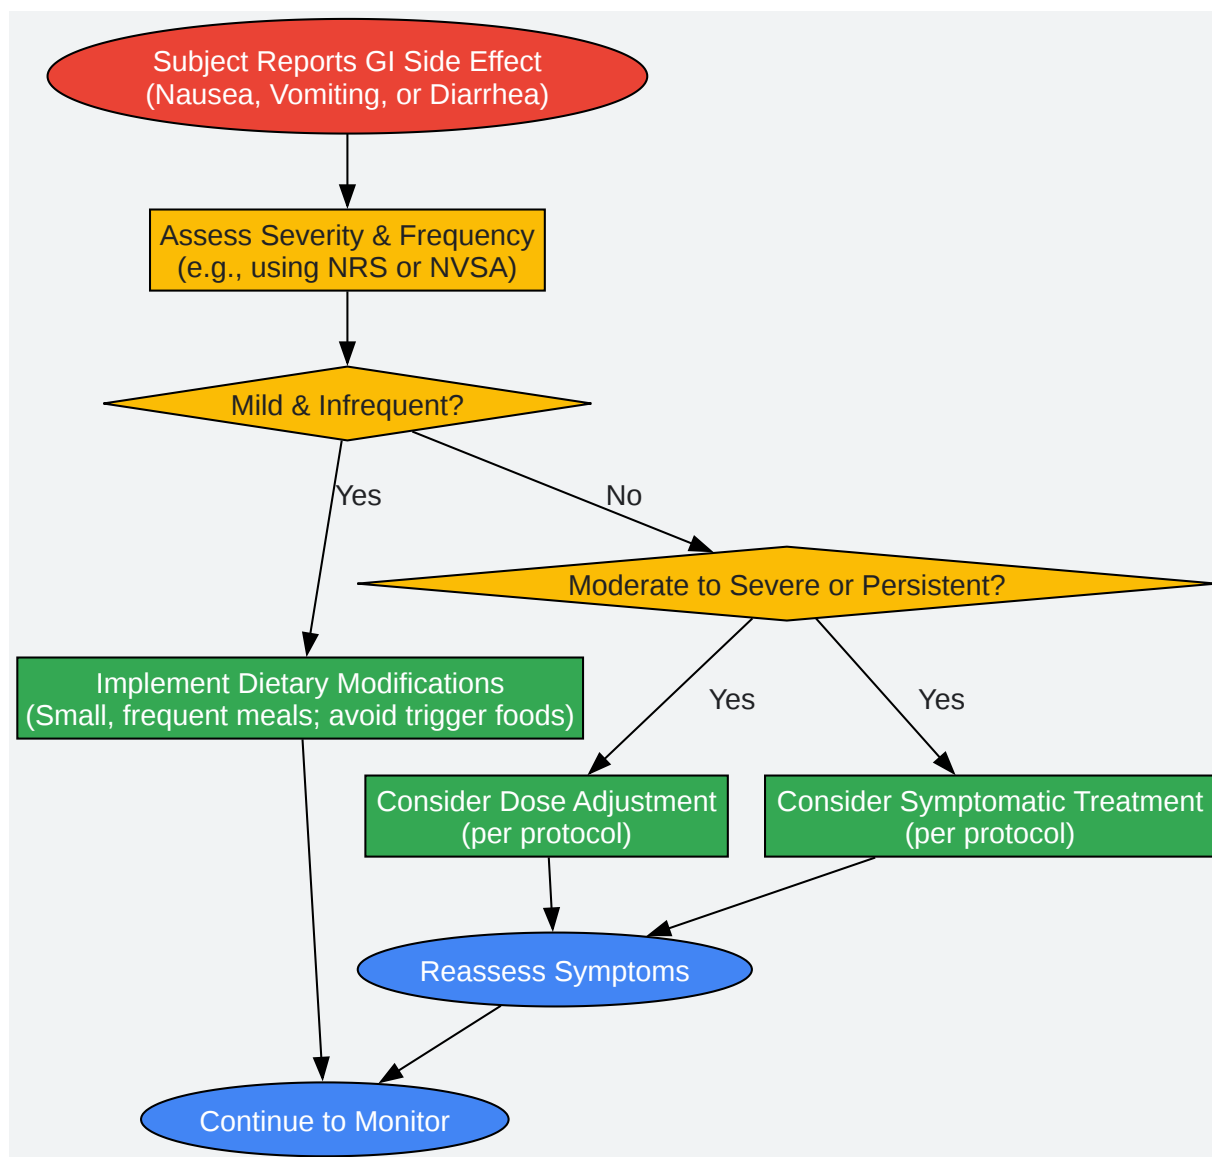 Subject Reports GI Side Effect
(Nausea, Vomiting, or Diarrhea)
Assess Severity & Frequency
(e.g., using NRS or NVSA)
Mild & Infrequent?
Yes
No
Moderate to Severe or Persistent?
Implement Dietary Modifications
(Small, frequent meals; avoid trigger foods)
Yes
Yes
Consider Dose Adjustment
(per protocol)
Consider Symptomatic Treatment
(per protocol)
Reassess Symptoms
Continue to Monitor